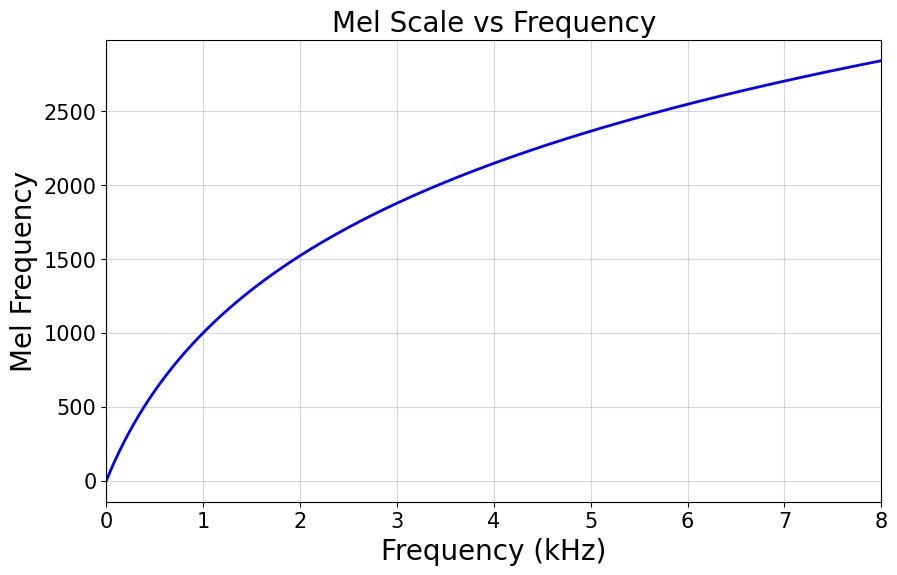 Mel Scale vs Frequency
Mel Frequency
2500
2000
1500
1000
500
0
0 1 2 3 4 5 6 7 8
Frequency (kHz)